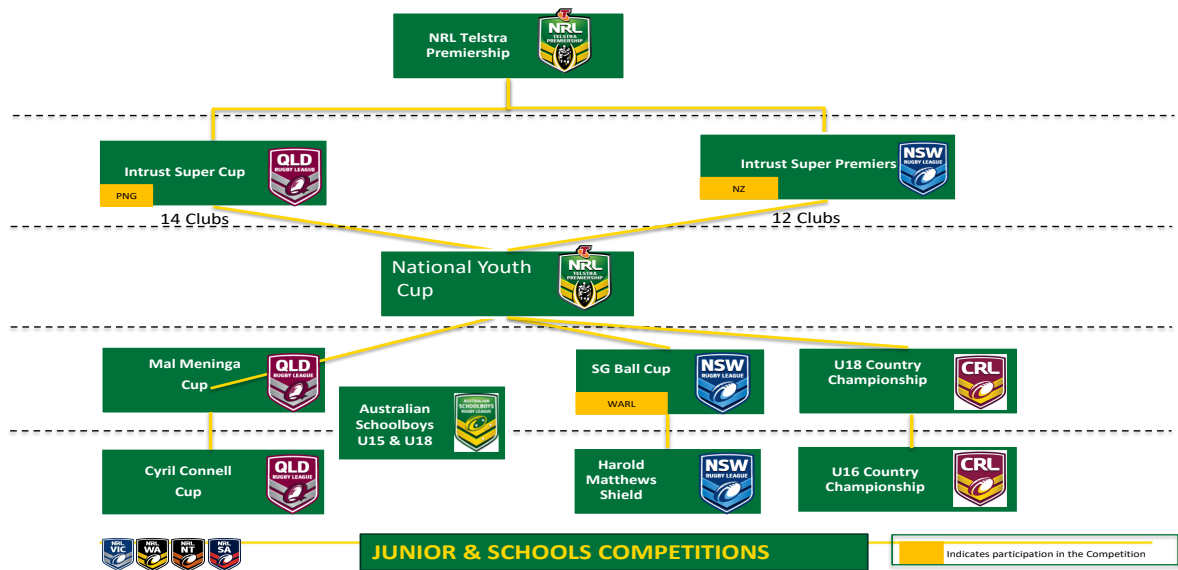 NRL Telstra
Premiership
NRL
TELSTRA
PREMIERSHIP
Intrust Super Cup
QLD
RUGBY LEAGUE
PNG
14 Clubs
Intrust Super Premiers
NSW
RUGBY LEAGUE
NZ
12 Clubs
National Youth
Cup
NRL
TELSTRA
PREMIERSHIP
Mal Meninga
Cup
QLD
RUGBY LEAGUE
Australian
Schoolboys
U15 & U18
AUSTRALIAN
SCHOOLBOYS
RUGBY LEAGUE
SG Ball Cup
NSW
RUGBY LEAGUE
WARL
U18 Country
Championship
CRL
Cyril Connell
Cup
QLD
RUGBY LEAGUE
Harold
Matthews
Shield
NSW
RUGBY LEAGUE
U16 Country
Championship
CRL
NRL
VIC
NRL
WA
NRL
NT
NRL
SA
JUNIOR & SCHOOLS COMPETITIONS
Indicates participation in the Competition